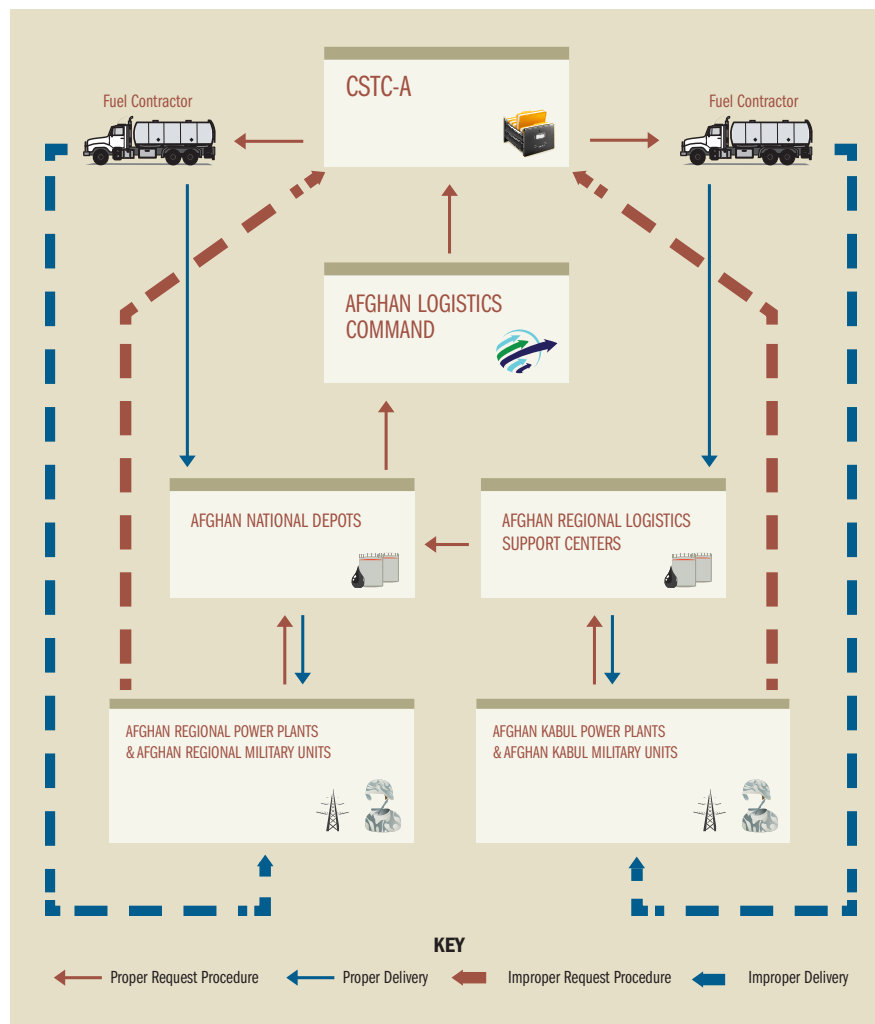 CSTC-A
Fuel Contractor
Fuel Contractor
AFGHAN LOGISTICS
COMMAND
AFGHAN NATIONAL DEPOTS
AFGHAN REGIONAL LOGISTICS
SUPPORT CENTERS
AFGHAN REGIONAL POWER PLANTS
& AFGHAN REGIONAL MILITARY UNITS
AFGHAN KABUL POWER PLANTS
& AFGHAN KABUL MILITARY UNITS
KEY
Proper Request Procedure
Proper Delivery
Improper Request Procedure
Improper Delivery